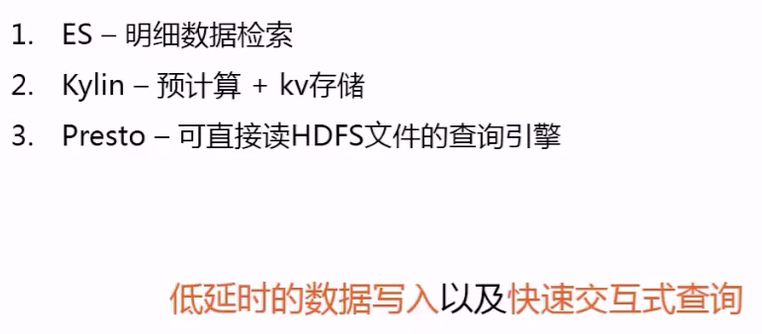 1. ES – 明细数据检索
2. Kylin – 预计算 + kv存储
3. Presto – 可直接读HDFS文件的查询引擎
低延时的数据写入以及快速交互式查询